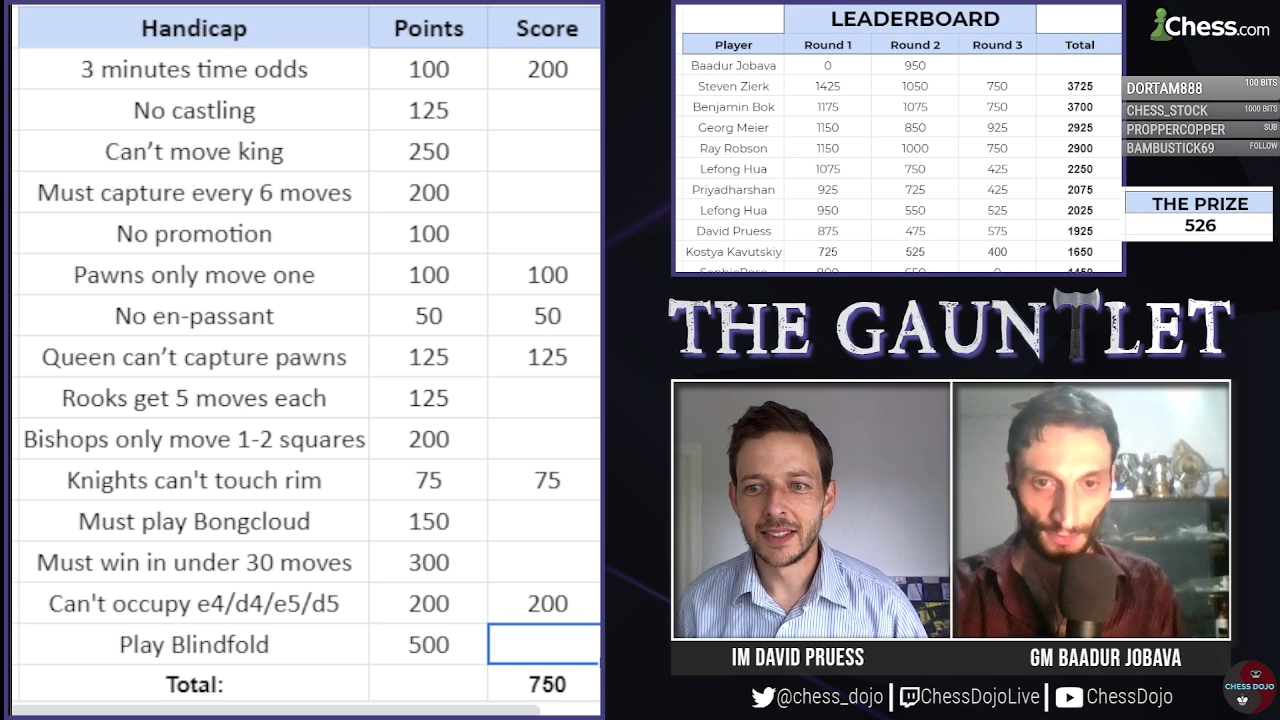 Handicap Points Score
3 minutes time odds 100 200
No castling 125
Can't move king 250
Must capture every 6 moves 200
No promotion 100
Pawns only move one 100 100
No en-passant 50 50
Queen can't capture pawns 125 125
Rooks get 5 moves each 125
Bishops only move 1-2 squares 200
Knights can't touch rim 75 75
Must play Bongcloud 150
Must win in under 30 moves 300
Can't occupy e4/d4/e5/d5 200 200
Play Blindfold 500
Total: 750
LEADERBOARD
Player Round 1 Round 2 Round 3 Total
Baadur Jobava 0 950
Steven Zierk 1425 1050 750 3725
Benjamin Bok 1175 1075 750 3700
Georg Meier 1150 850 925 2925
Ray Robson 1150 1000 750 2900
Lefong Hua 1075 750 425 2250
Priyadharshan 925 725 425 2075
Lefong Hua 950 550 525 2025
David Pruess 875 475 575 1925
Kostya Kavutskiy 725 525 400 1650
Chess.com
DORTAM888 100 BITS
CHESS_STOCK 1000 BITS
PROPPERCOPPER SUB
BAMBUSTICK69 FOLLOW
THE PRIZE
526
THE GAUNTLET
IM DAVID PRUESS
GM BAADUR JOBAVA
@chess_dojo ChessDojoLive ChessDojo
CHESS DOJO